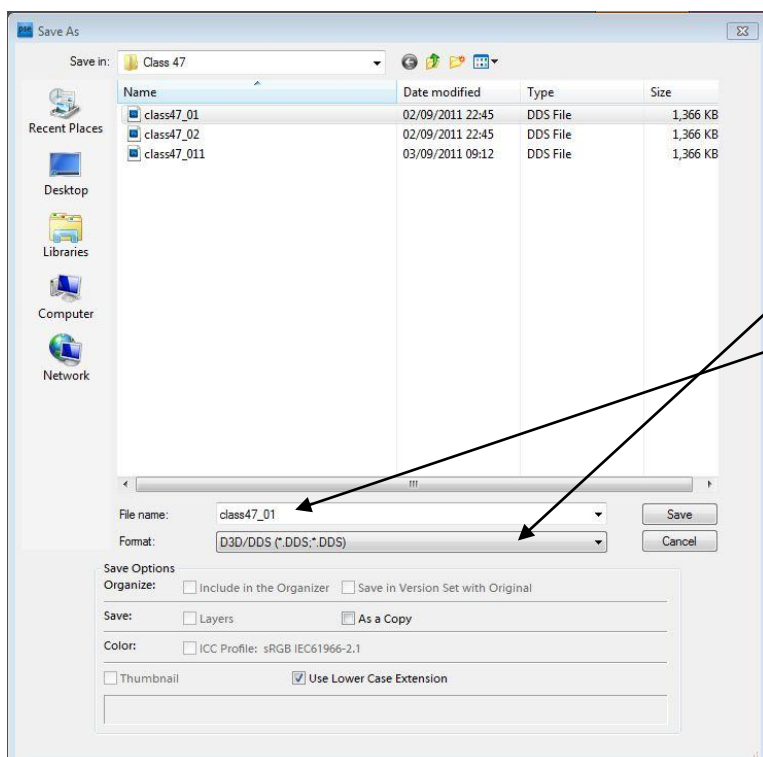 pse Save As
Save in: Class 47
Name Date modified Type Size
class47_01 02/09/2011 22:45 DDS File 1,366 KB
class47_02 02/09/2011 22:45 DDS File 1,366 KB
class47_011 03/09/2011 09:12 DDS File 1,366 KB
Recent Places
Desktop
Libraries
Computer
Network
File name: class47_01 Save
Format: D3D/DDS (*.DDS;*.DDS) Cancel
Save Options
Organize: Include in the Organizer Save in Version Set with Original
Save: Layers As a Copy
Color: ICC Profile: sRGB IEC61966-2.1
Thumbnail Use Lower Case Extension